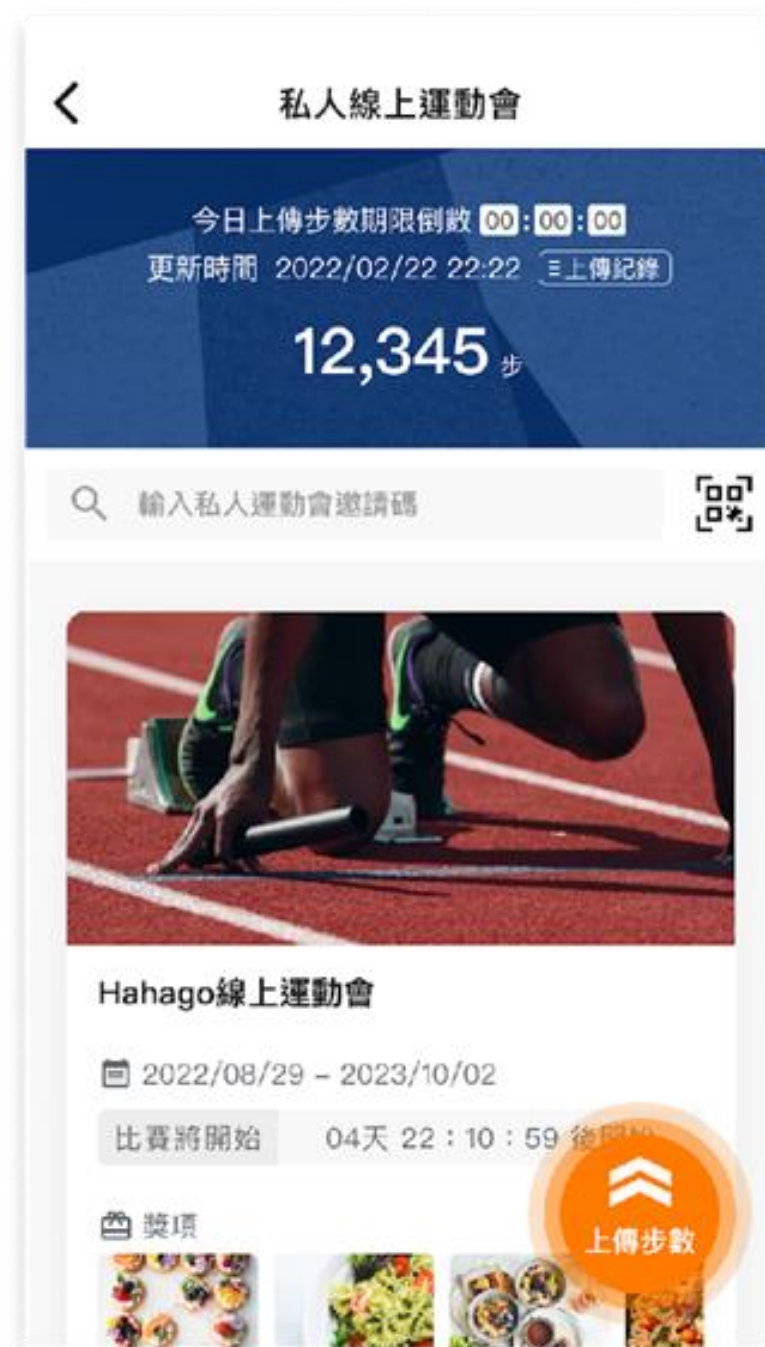 私人線上運動會
今日上傳步數期限倒數 00:00:00
更新時間 2022/02/22 22:22 上傳紀錄
12,345 步
輸入私人運動會邀請碼
Hahago線上運動會
2022/08/29 – 2023/10/02
比賽將開始 04天 22:10:59 後開始
獎項
上傳步數